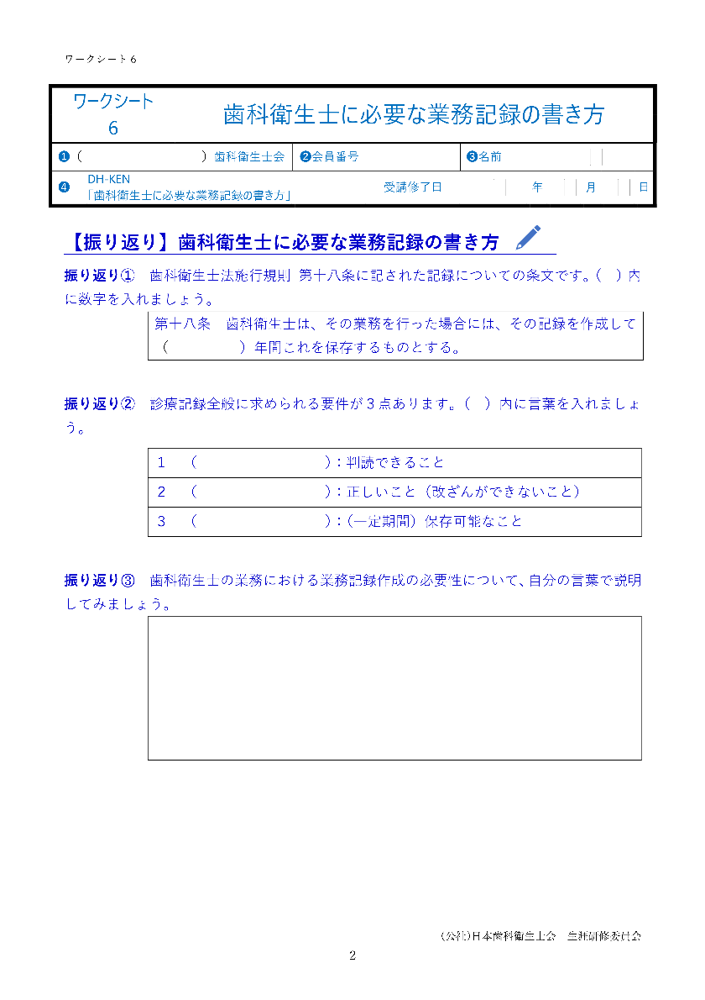 ワークシート6
ワークシート
6
歯科衛生士に必要な業務記録の書き方
❶（　　　　　　　　　　）歯科衛生士会
❷会員番号
❸名前
❹
DH-KEN
「歯科衛生士に必要な業務記録の書き方」
受講修了日　　　年　　月　　日
【振り返り】歯科衛生士に必要な業務記録の書き方
振り返り①　歯科衛生士法施行規則 第十八条に記された記録についての条文です。（　）内
に数字を入れましょう。
第十八条　歯科衛生士は、その業務を行った場合には、その記録を作成して
（　　　　　）年間これを保存するものとする。
振り返り②　診療記録全般に求められる要件が3点あります。（　）内に言葉を入れましょ
う。
1　（　　　　　　　　　）：判読できること
2　（　　　　　　　　　）：正しいこと（改ざんができないこと）
3　（　　　　　　　　　）：（一定期間）保存可能なこと
振り返り③　歯科衛生士の業務における業務記録作成の必要性について、自分の言葉で説明
してみましょう。
（公社）日本歯科衛生士会　生涯研修委員会
2